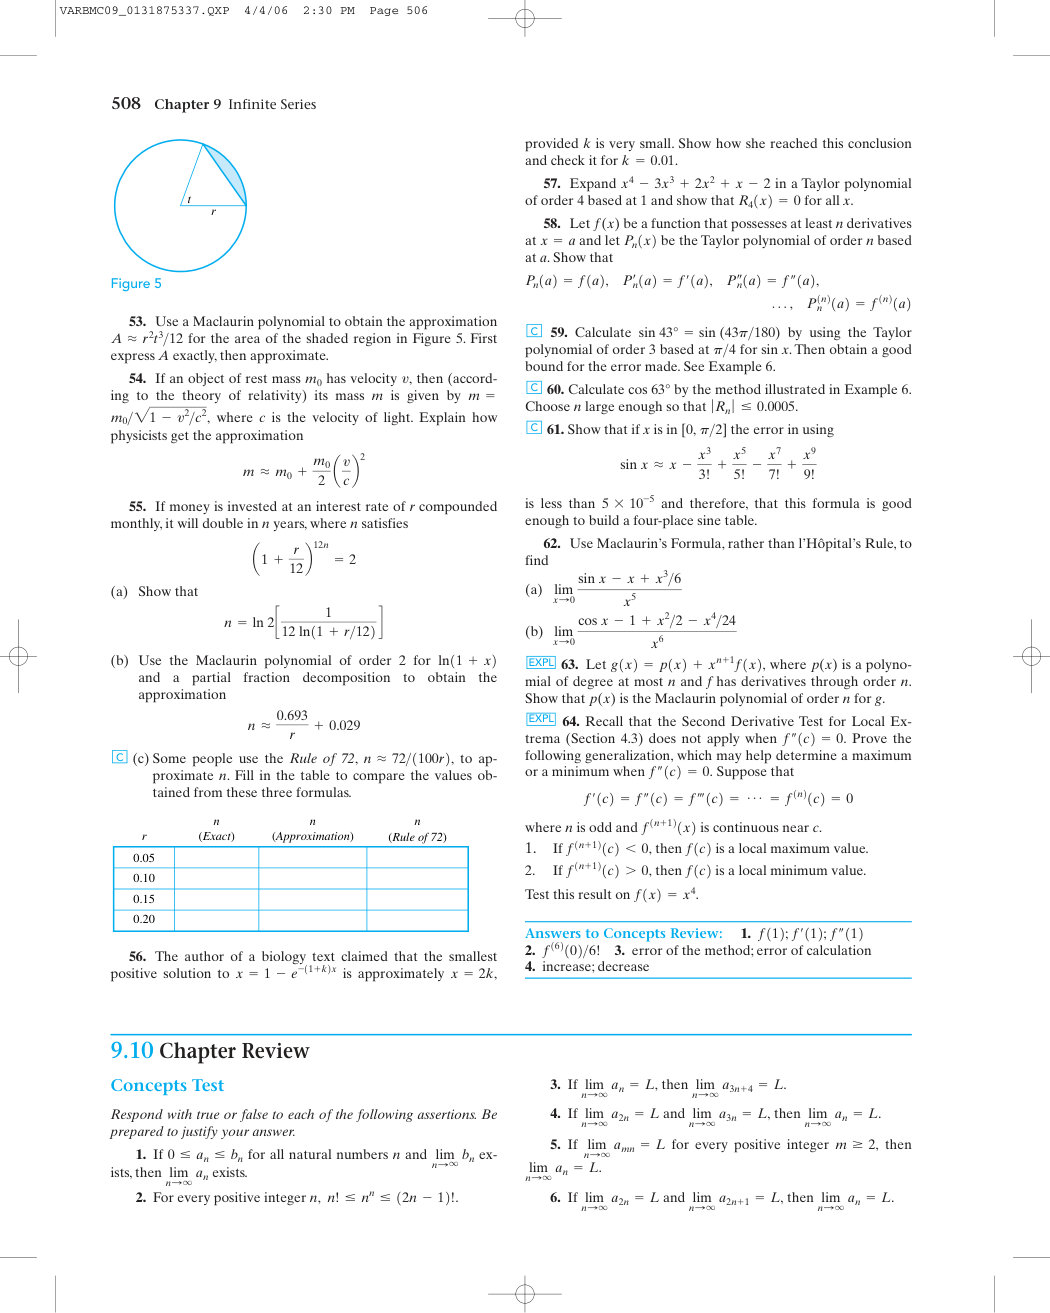 VARBMC09_0131875337.QXP 4/4/06 2:30 PM Page 506
508 Chapter 9 Infinite Series
t
r
Figure 5
53. Use a Maclaurin polynomial to obtain the approximation
A ≈ r²t³/12 for the area of the shaded region in Figure 5. First
express A exactly, then approximate.
54. If an object of rest mass m₀ has velocity v, then (accord-
ing to the theory of relativity) its mass m is given by m =
m₀/√(1 − v²/c²), where c is the velocity of light. Explain how
physicists get the approximation
m ≈ m₀ + m₀/2 (v/c)²
55. If money is invested at an interest rate of r compounded
monthly, it will double in n years, where n satisfies
(1 + r/12)¹²ⁿ = 2
(a) Show that
n = ln 2[1/(12 ln(1 + r/12))]
(b) Use the Maclaurin polynomial of order 2 for ln(1 + x)
and a partial fraction decomposition to obtain the
approximation
n ≈ 0.693/r + 0.029
C (c) Some people use the Rule of 72, n ≈ 72/(100r), to ap-
proximate n. Fill in the table to compare the values ob-
tained from these three formulas.
n n n
r (Exact) (Approximation) (Rule of 72)
0.05
0.10
0.15
0.20
56. The author of a biology text claimed that the smallest
positive solution to x = 1 − e^−(1+k)x is approximately x = 2k,
provided k is very small. Show how she reached this conclusion
and check it for k = 0.01.
57. Expand x⁴ − 3x³ + 2x² + x − 2 in a Taylor polynomial
of order 4 based at 1 and show that R₄(x) = 0 for all x.
58. Let f(x) be a function that possesses at least n derivatives
at x = a and let Pₙ(x) be the Taylor polynomial of order n based
at a. Show that
Pₙ(a) = f(a), P′ₙ(a) = f′(a), P″ₙ(a) = f″(a),
..., Pₙ⁽ⁿ⁾(a) = f⁽ⁿ⁾(a)
C 59. Calculate sin 43° = sin (43π/180) by using the Taylor
polynomial of order 3 based at π/4 for sin x. Then obtain a good
bound for the error made. See Example 6.
C 60. Calculate cos 63° by the method illustrated in Example 6.
Choose n large enough so that |Rₙ| ≤ 0.0005.
C 61. Show that if x is in [0, π/2] the error in using
sin x ≈ x − x³/3! + x⁵/5! − x⁷/7! + x⁹/9!
is less than 5 × 10⁻⁵ and therefore, that this formula is good
enough to build a four-place sine table.
62. Use Maclaurin's Formula, rather than l'Hôpital's Rule, to
find
(a) lim x→0 (sin x − x + x³/6)/x⁵
(b) lim x→0 (cos x − 1 + x²/2 − x⁴/24)/x⁶
EXPL 63. Let g(x) = p(x) + xⁿ⁺¹f(x), where p(x) is a polyno-
mial of degree at most n and f has derivatives through order n.
Show that p(x) is the Maclaurin polynomial of order n for g.
EXPL 64. Recall that the Second Derivative Test for Local Ex-
trema (Section 4.3) does not apply when f″(c) = 0. Prove the
following generalization, which may help determine a maximum
or a minimum when f″(c) = 0. Suppose that
f′(c) = f″(c) = f‴(c) = ··· = f⁽ⁿ⁾(c) = 0
where n is odd and f⁽ⁿ⁺¹⁾(x) is continuous near c.
1. If f⁽ⁿ⁺¹⁾(c) < 0, then f(c) is a local maximum value.
2. If f⁽ⁿ⁺¹⁾(c) > 0, then f(c) is a local minimum value.
Test this result on f(x) = x⁴.
Answers to Concepts Review: 1. f(1); f′(1); f″(1)
2. f⁽⁶⁾(0)/6! 3. error of the method; error of calculation
4. increase; decrease
9.10 Chapter Review
Concepts Test
Respond with true or false to each of the following assertions. Be
prepared to justify your answer.
1. If 0 ≤ aₙ ≤ bₙ for all natural numbers n and lim n→∞ bₙ ex-
ists, then lim n→∞ aₙ exists.
2. For every positive integer n, n! ≤ nⁿ ≤ (2n − 1)!.
3. If lim n→∞ aₙ = L, then lim n→∞ a₃ₙ₊₄ = L.
4. If lim n→∞ a₂ₙ = L and lim n→∞ a₃ₙ = L, then lim n→∞ aₙ = L.
5. If lim n→∞ aₘₙ = L for every positive integer m ≥ 2, then
lim n→∞ aₙ = L.
6. If lim n→∞ a₂ₙ = L and lim n→∞ a₂ₙ₊₁ = L, then lim n→∞ aₙ = L.